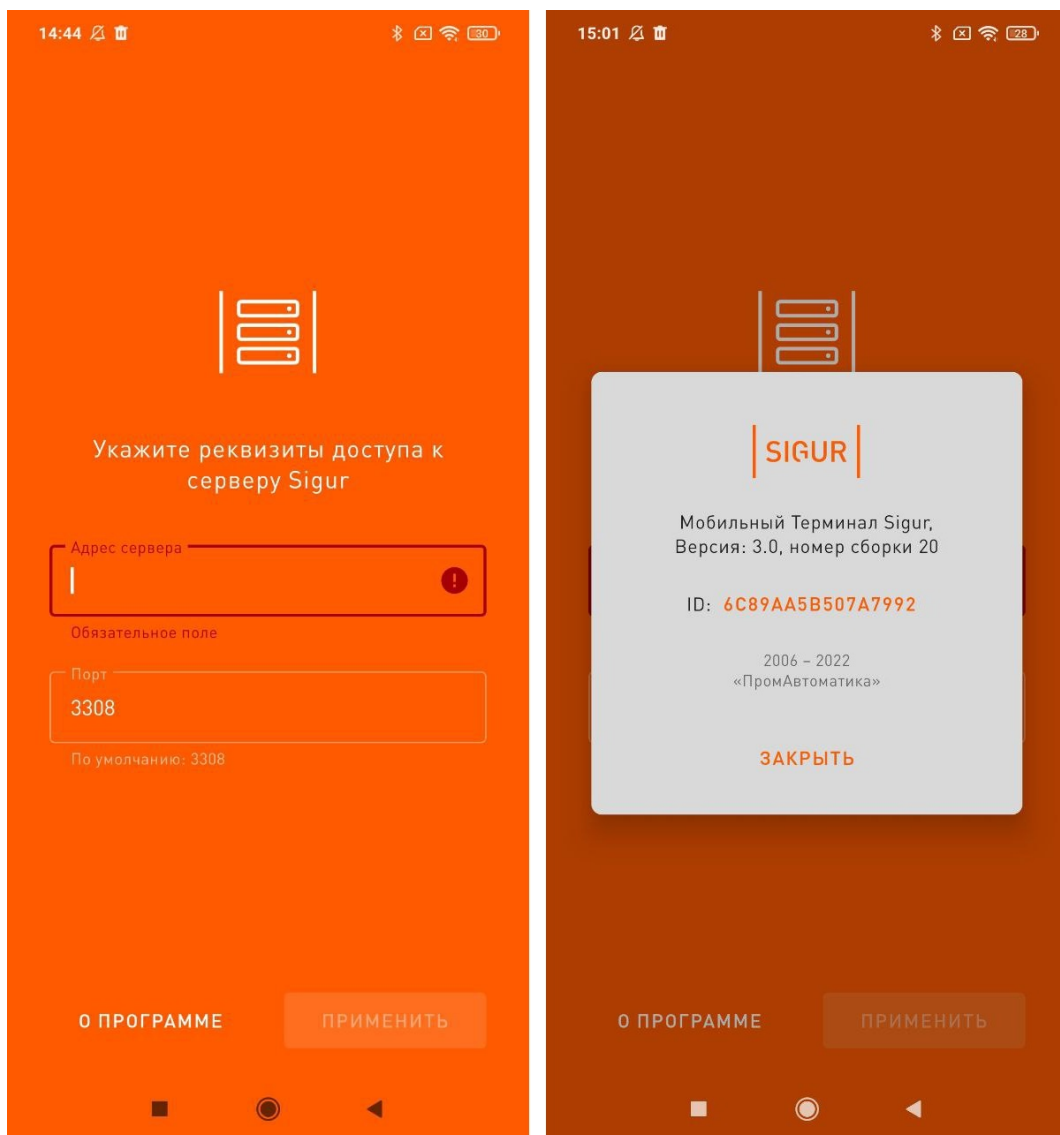 14:44
30
Укажите реквизиты доступа к
серверу Sigur
Адрес сервера
Обязательное поле
Порт
3308
По умолчанию: 3308
О ПРОГРАММЕ
ПРИМЕНИТЬ
15:01
28
SIGUR
Мобильный Терминал Sigur,
Версия: 3.0, номер сборки 20
ID: 6C89AA5B507A7992
2006 – 2022
«ПромАвтоматика»
ЗАКРЫТЬ
О ПРОГРАММЕ
ПРИМЕНИТЬ